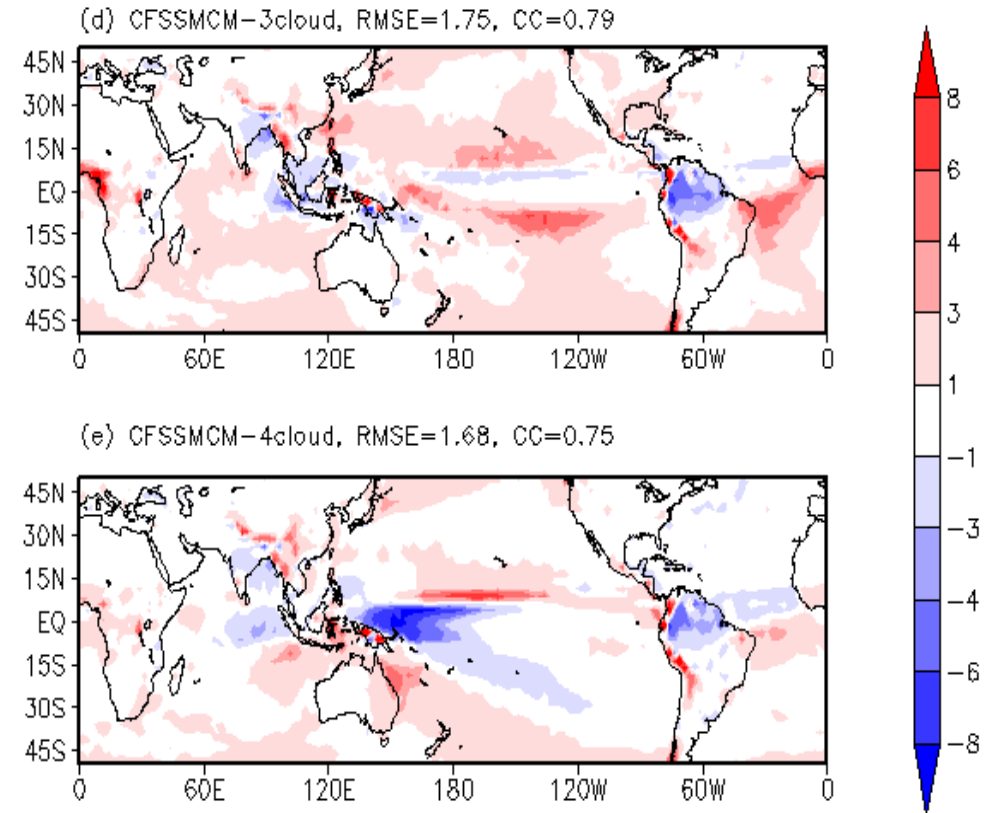 (d) CFSSMCM-3cloud, RMSE=1.75, CC=0.79
45N
30N
15N
EQ
15S
30S
45S
0 60E 120E 180 120W 60W 0
(e) CFSSMCM-4cloud, RMSE=1.68, CC=0.75
45N
30N
15N
EQ
15S
30S
45S
0 60E 120E 180 120W 60W 0
8
6
4
3
1
-1
-3
-4
-6
-8